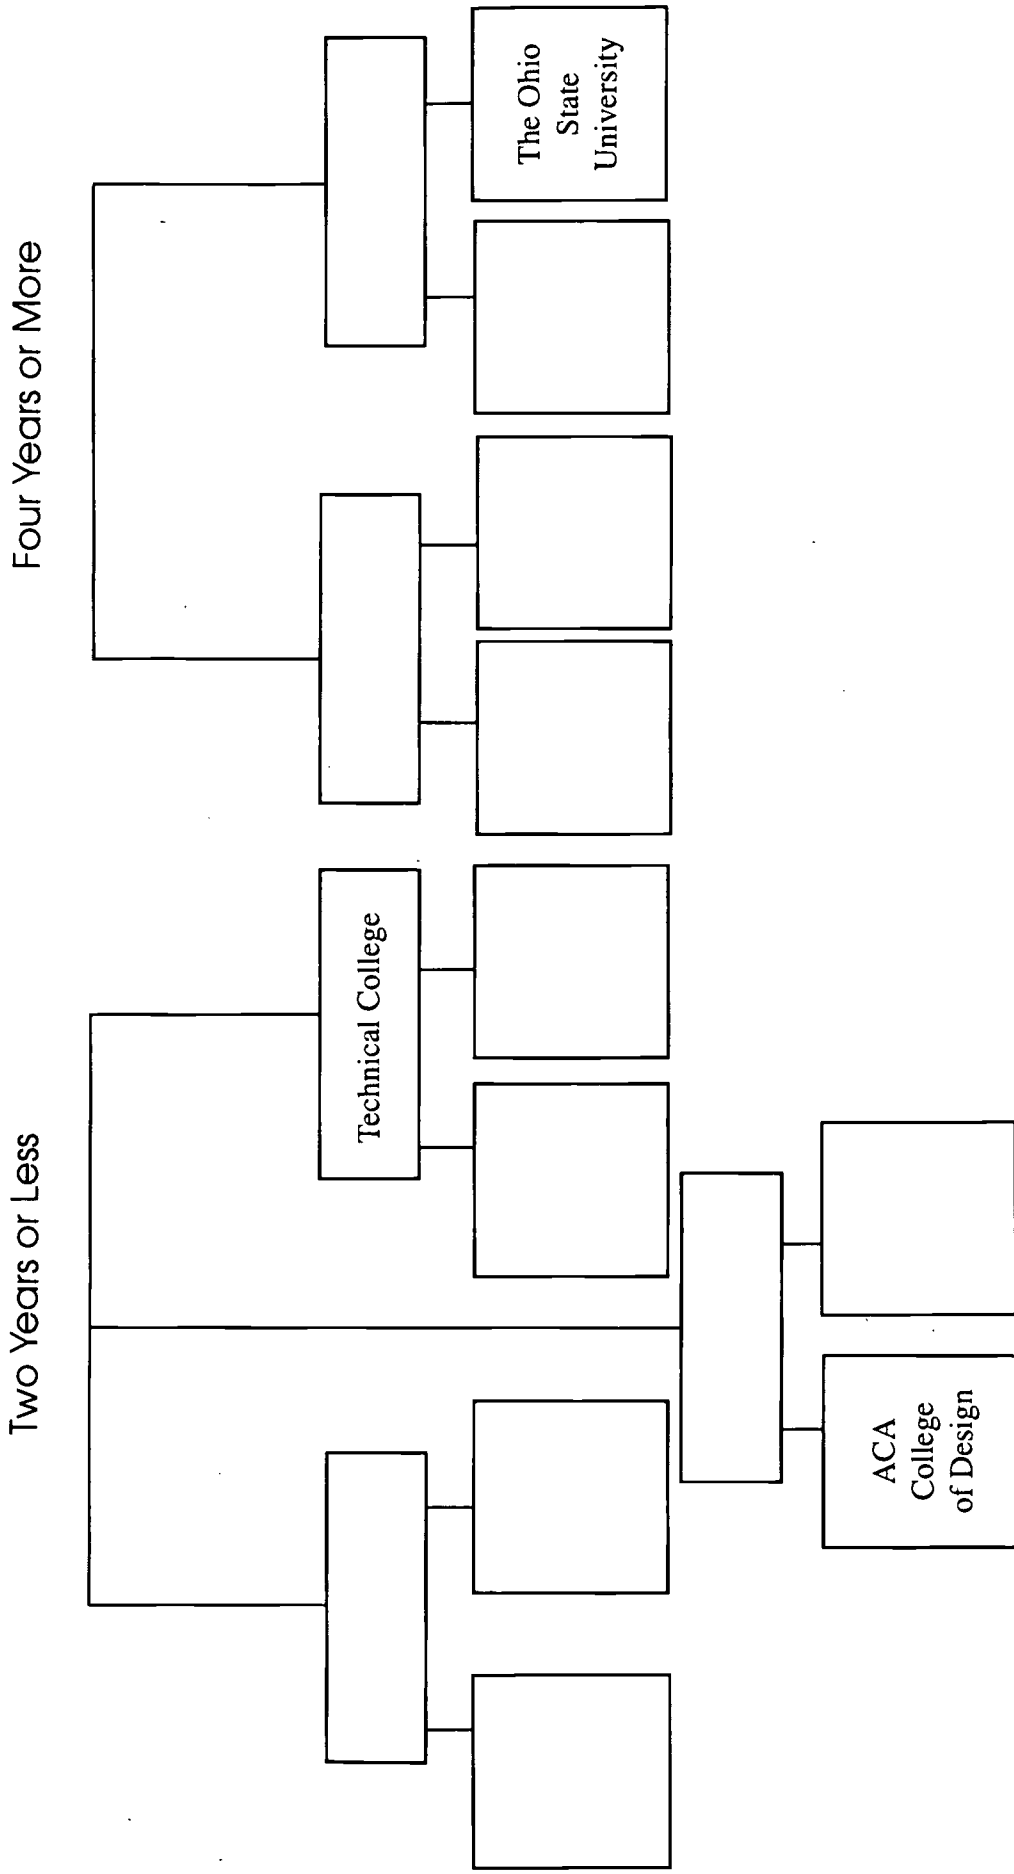 Two Years or Less
Four Years or More
Technical College
The Ohio
State
University
ACA
College
of Design